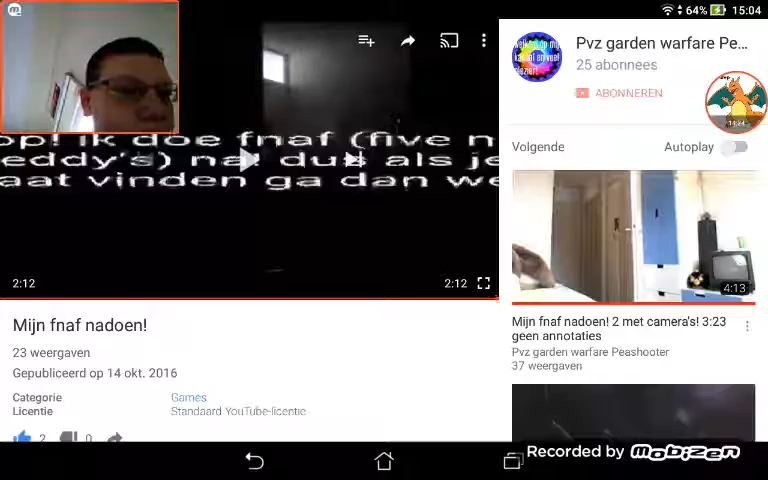 64% 15:04
op! ik doe fnaf (five n
eddy's) na! dus als je
aat vinden ga dan we
2:12
2:12
Mijn fnaf nadoen!
23 weergaven
Gepubliceerd op 14 okt. 2016
Categorie Games
Licentie Standaard YouTube-licentie
2 0
Pvz garden warfare Pe...
25 abonnees
ABONNEREN
Volgende Autoplay
4:13
Mijn fnaf nadoen! 2 met camera's! 3:23
geen annotaties
Pvz garden warfare Peashooter
37 weergaven
Recorded by Mobizen